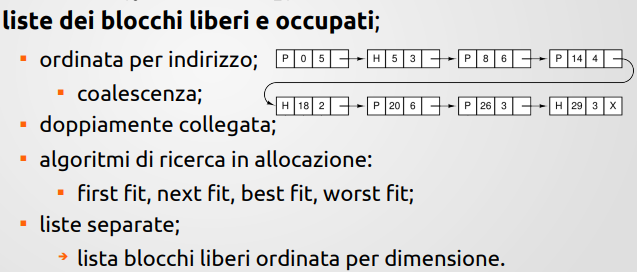 liste dei blocchi liberi e occupati;
ordinata per indirizzo;
P 0 5 H 5 3 P 8 6 P 14 4
coalescenza;
H 18 2 P 20 6 P 26 3 H 29 3 X
doppiamente collegata;
algoritmi di ricerca in allocazione:
first fit, next fit, best fit, worst fit;
liste separate;
lista blocchi liberi ordinata per dimensione.